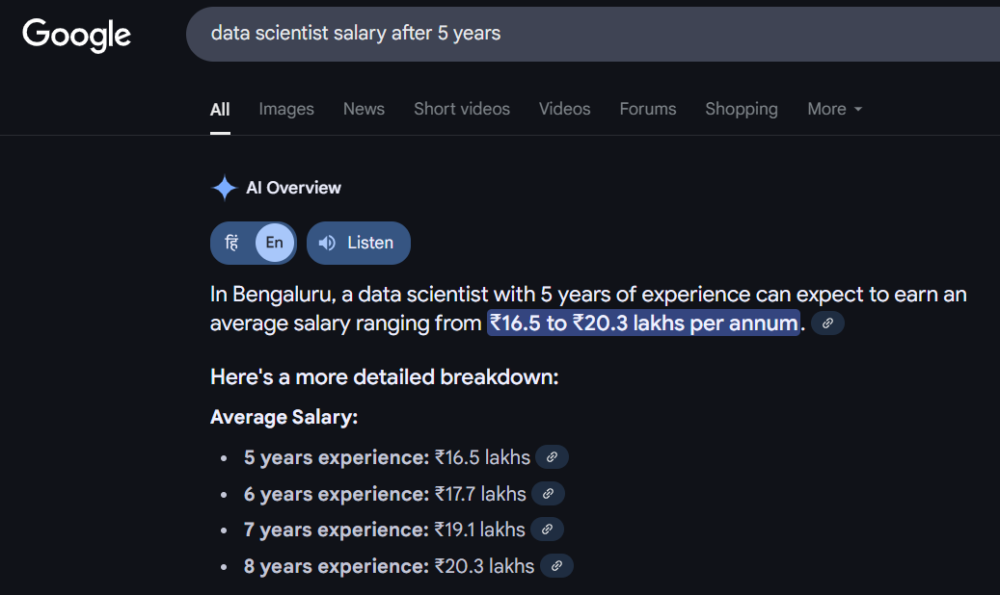 Google
data scientist salary after 5 years
All Images News Short videos Videos Forums Shopping More
AI Overview
हिं En Listen
In Bengaluru, a data scientist with 5 years of experience can expect to earn an
average salary ranging from ₹16.5 to ₹20.3 lakhs per annum.
Here's a more detailed breakdown:
Average Salary:
• 5 years experience: ₹16.5 lakhs
• 6 years experience: ₹17.7 lakhs
• 7 years experience: ₹19.1 lakhs
• 8 years experience: ₹20.3 lakhs